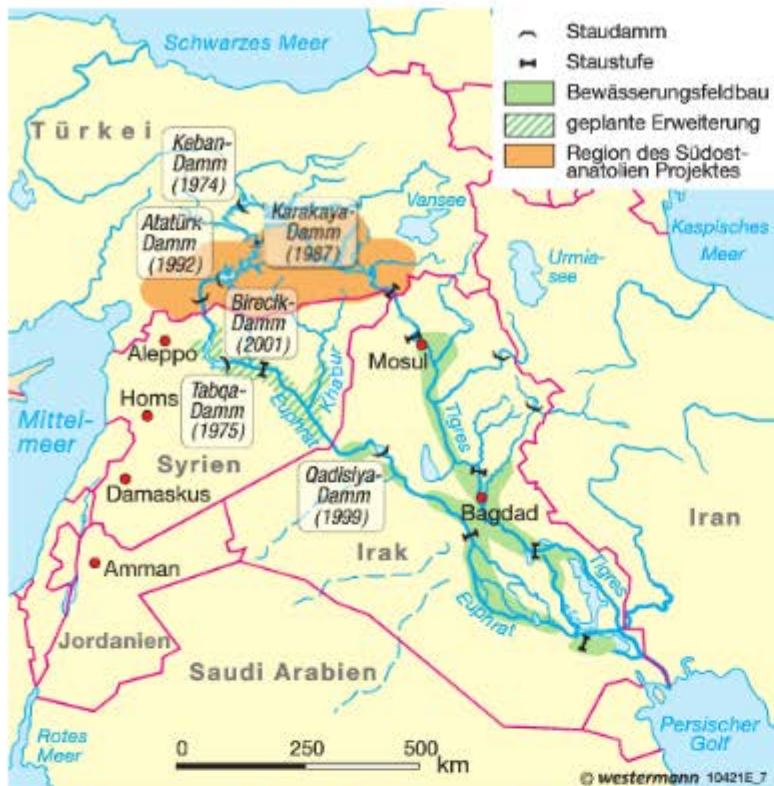 Schwarzes Meer
Staudamm
Staustufe
Bewässerungsfeldbau
geplante Erweiterung
Region des Südost-
anatolien Projektes
Türkei
Keban-
Damm
(1974)
Atatürk-
Damm
(1992)
Karakaya-
Damm
(1987)
Vansee
Urmia-
see
Kaspisches
Meer
Birecik-
Damm
(2001)
Aleppo
Mosul
Homs
Tabqa-
Damm
(1975)
Euphrat
Khabur
Tigres
Mittel-
meer
Syrien
Damaskus
Qadisiya-
Damm
(1999)
Bagdad
Iran
Irak
Amman
Tigres
Euphrat
Jordanien
Saudi Arabien
Rotes
Meer
0 250 500
km
Persischer
Golf
© westermann 10421E_7